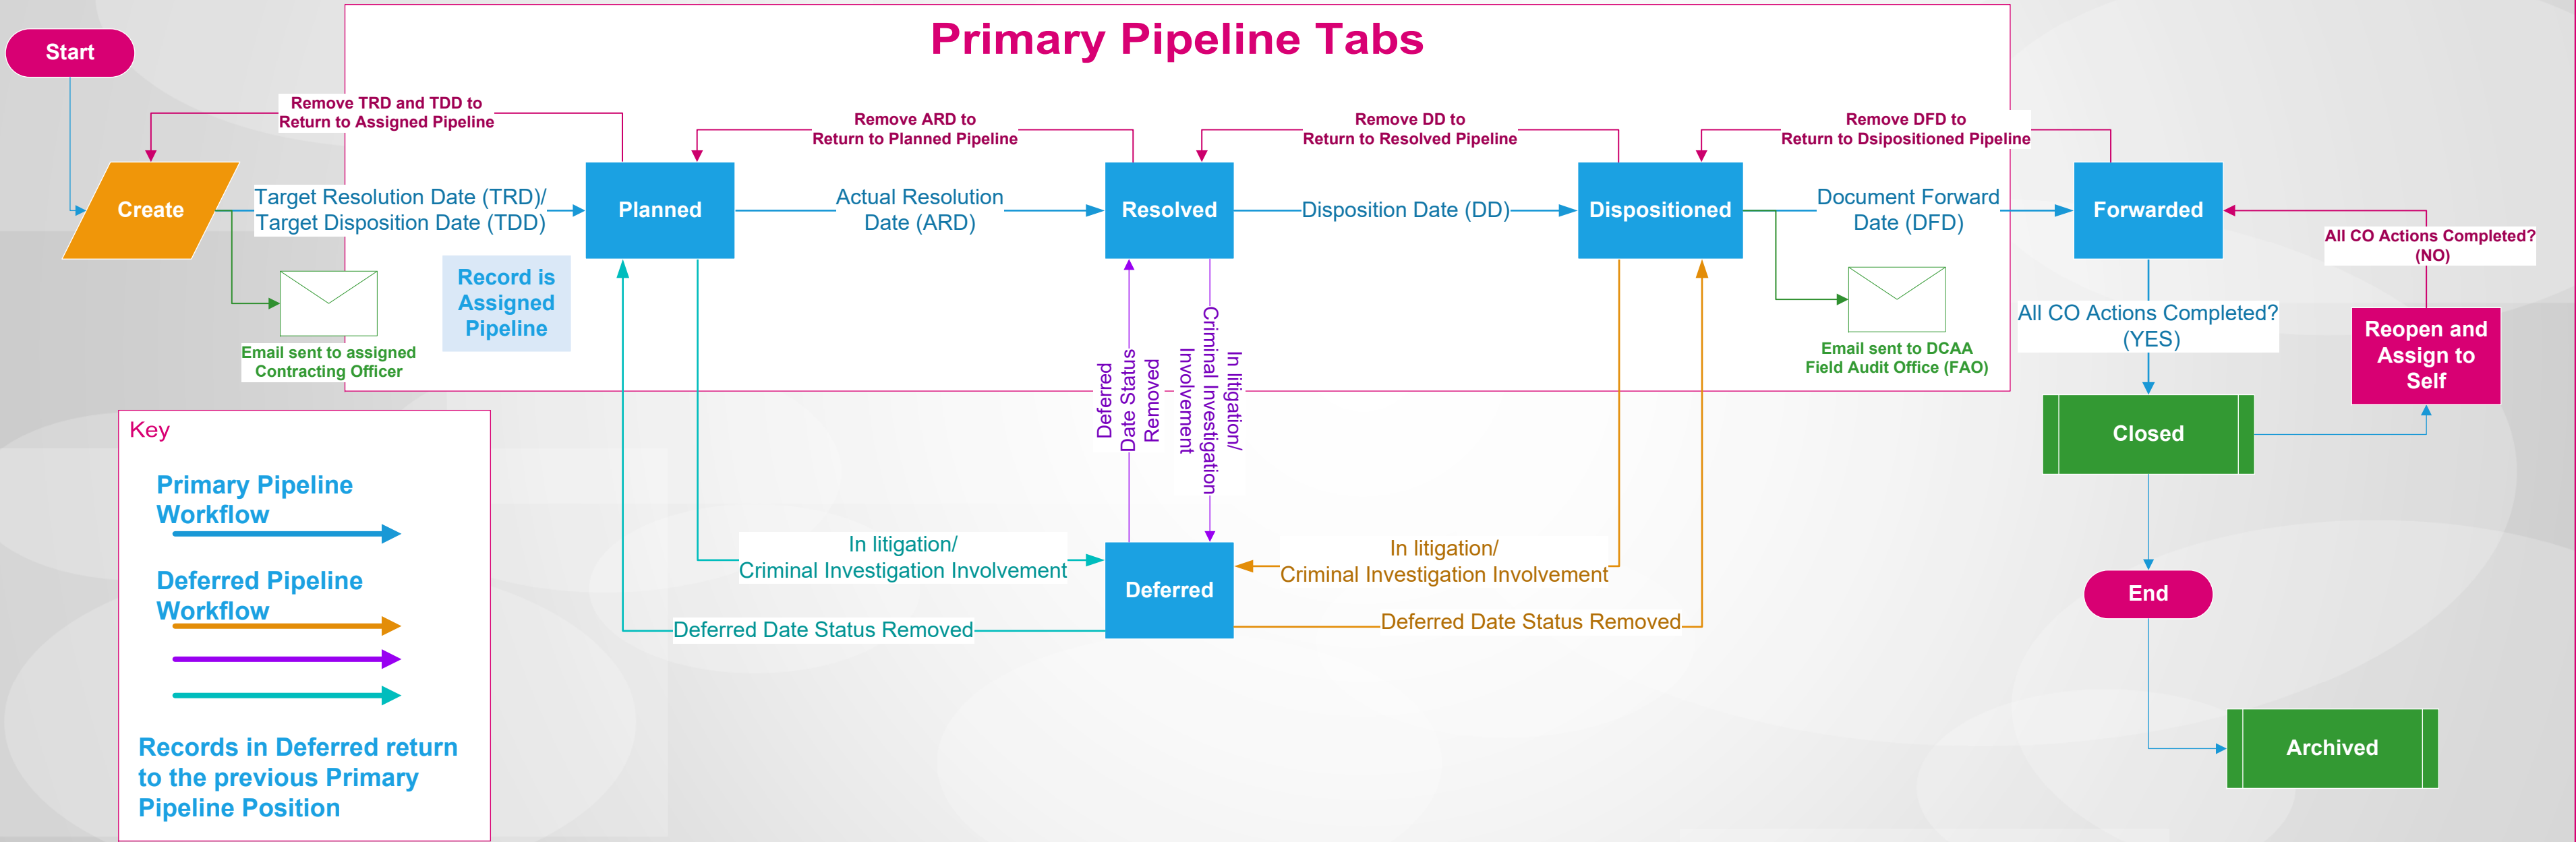 Primary Pipeline Tabs
Start
Remove TRD and TDD to
Return to Assigned Pipeline
Remove ARD to
Return to Planned Pipeline
Remove DD to
Return to Resolved Pipeline
Remove DFD to
Return to Dsipositioned Pipeline
Create
Target Resolution Date (TRD)/
Target Disposition Date (TDD)
Planned
Actual Resolution
Date (ARD)
Resolved
Disposition Date (DD)
Dispositioned
Document Forward
Date (DFD)
Forwarded
All CO Actions Completed?
(NO)
Record is
Assigned
Pipeline
Email sent to assigned
Contracting Officer
Deferred
Date Status
Removed
In litigation/
Criminal Investigation
Involvement
Email sent to DCAA
Field Audit Office (FAO)
All CO Actions Completed?
(YES)
Reopen and
Assign to
Self
Closed
Key
Primary Pipeline
Workflow
Deferred Pipeline
Workflow
Records in Deferred return
to the previous Primary
Pipeline Position
In litigation/
Criminal Investigation Involvement
Deferred
In litigation/
Criminal Investigation Involvement
Deferred Date Status Removed
Deferred Date Status Removed
End
Archived